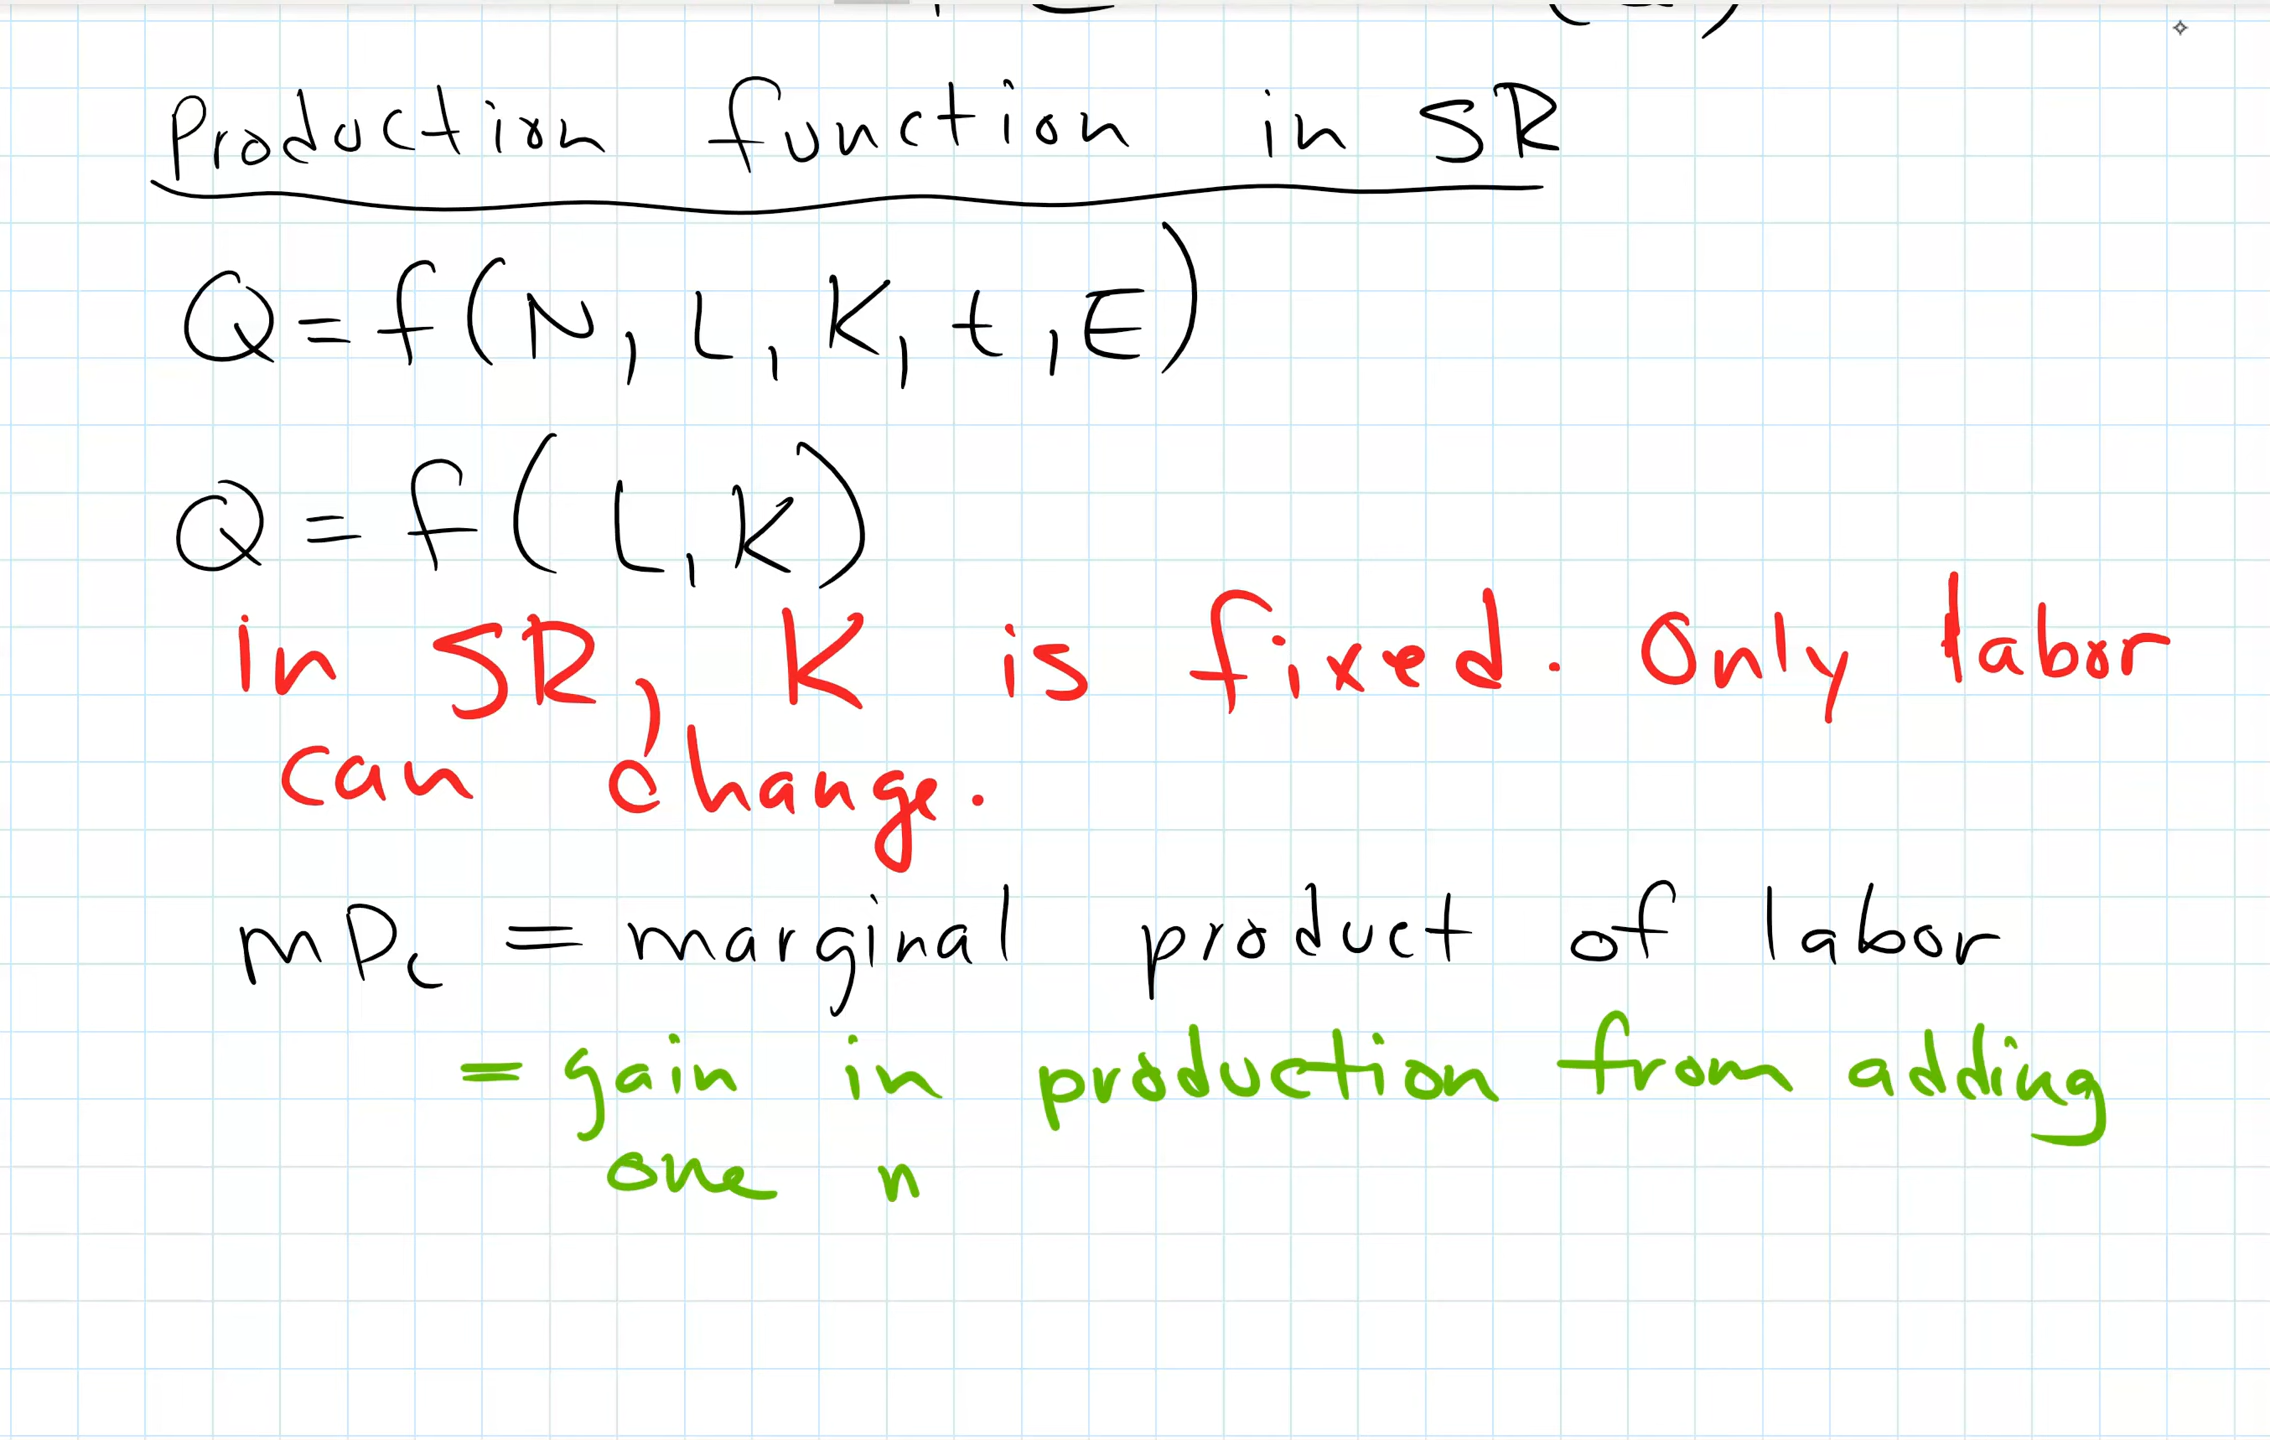 Production function in SR
Q = f(N, L, K, t, E)
Q = f(L, K)
in SR, K is fixed. Only labor
can change.
MPL = marginal product of labor
= gain in production from adding
one n